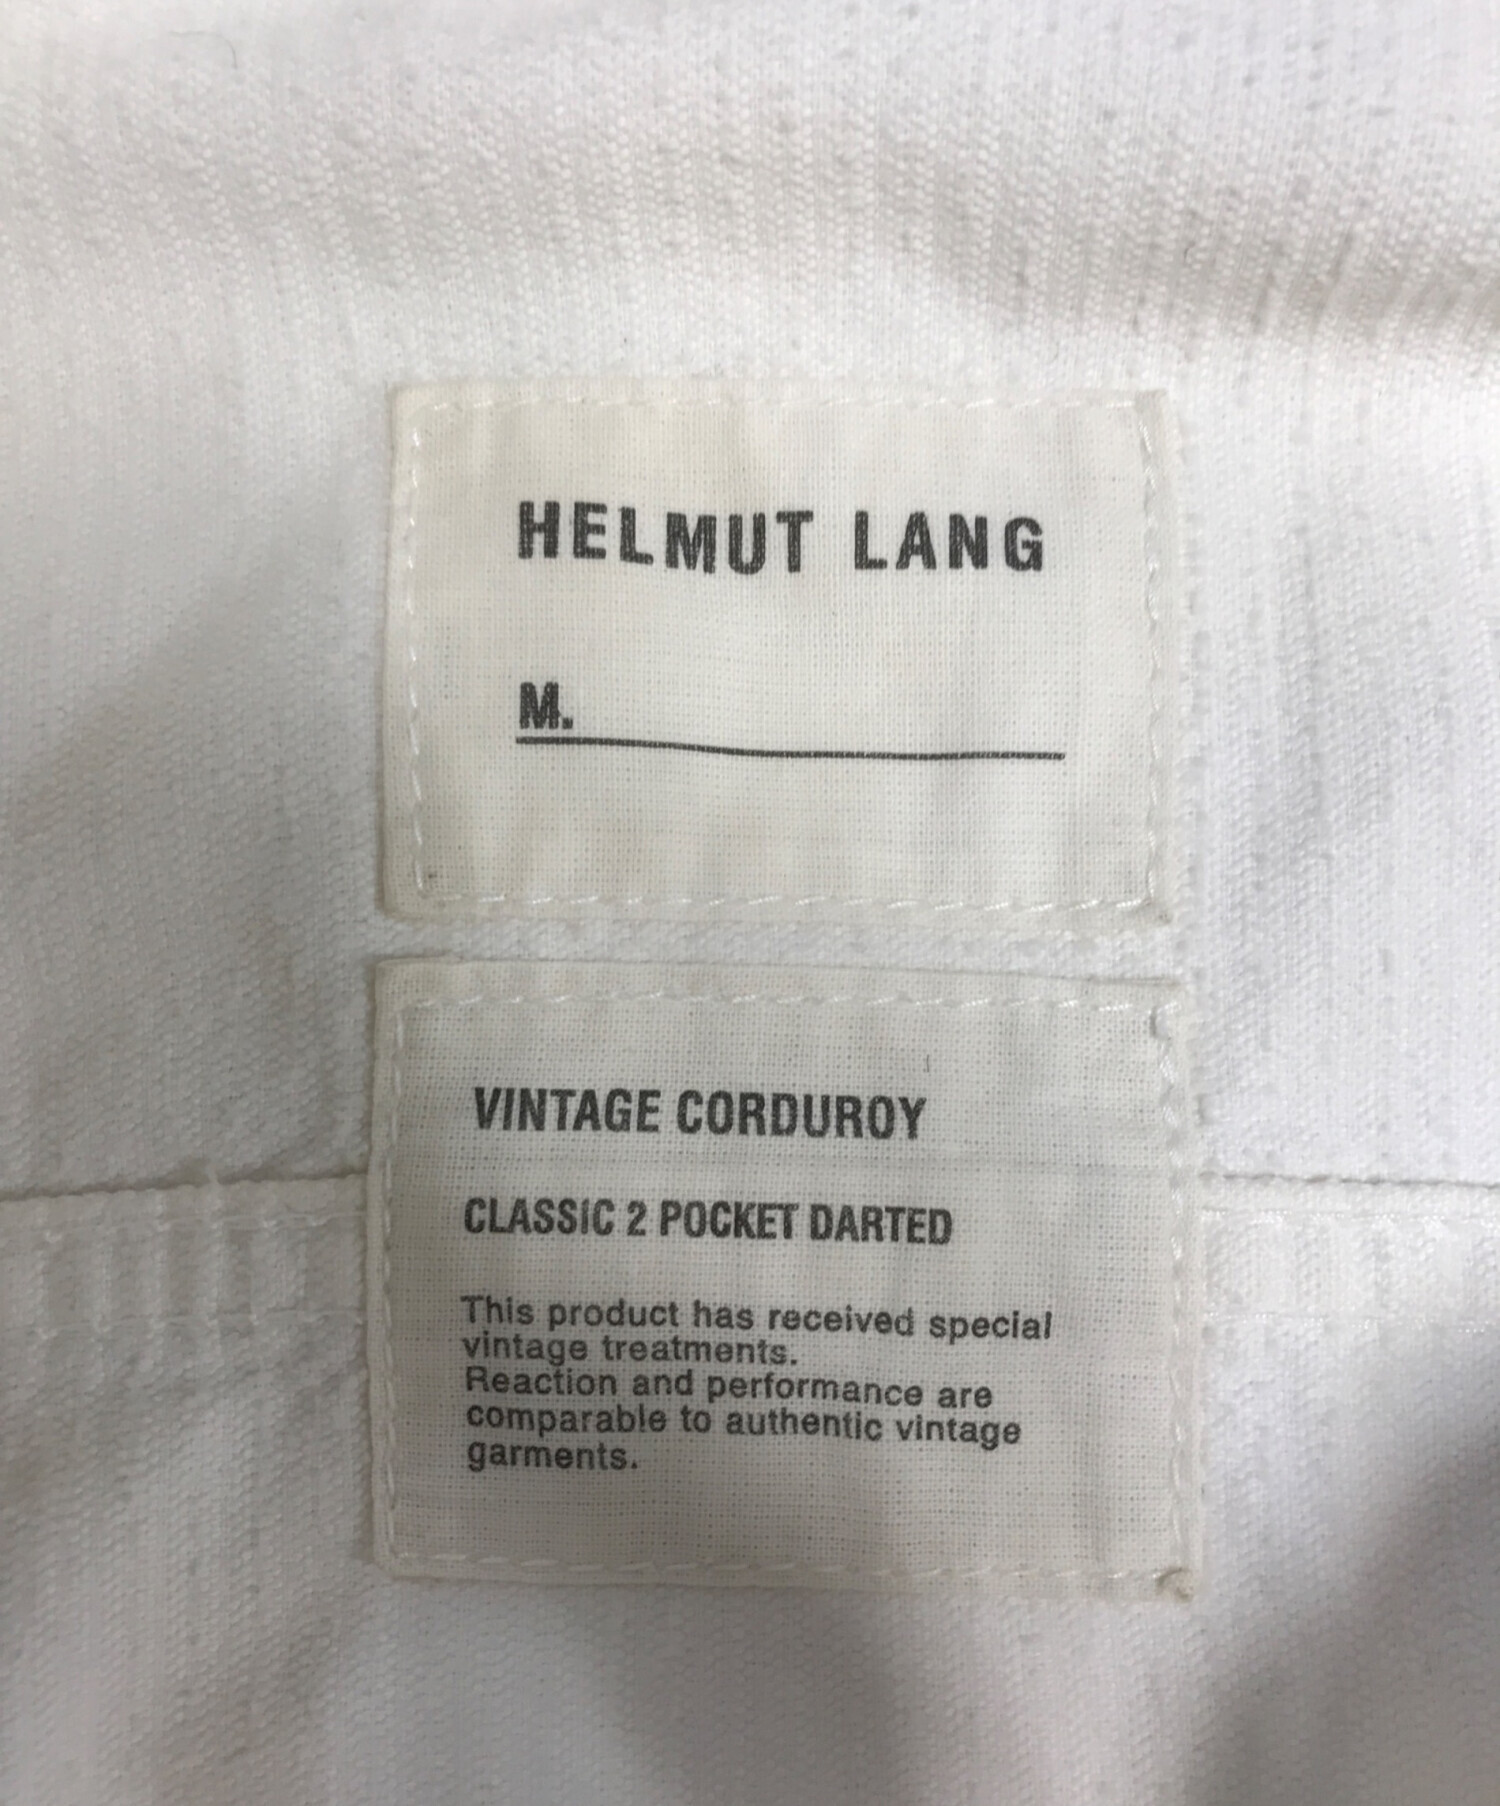 HELMUT LANG
M.
VINTAGE CORDUROY
CLASSIC 2 POCKET DARTED
This product has received special
vintage treatments.
Reaction and performance are
comparable to authentic vintage
garments.